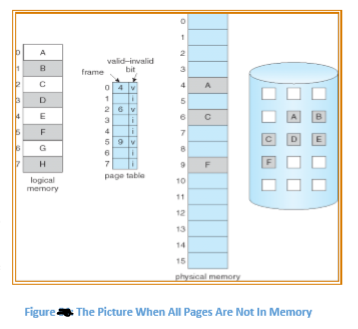 0 A
1 B
2 C
3 D
4 E
5 F
6 G
7 H
logical
memory
valid–invalid
bit
frame
0 4 v
1 i
2 6 v
3 i
4 i
5 9 v
6 i
7 i
page table
0
1
2
3
4 A
5
6 C
7
8
9 F
10
11
12
13
14
15
physical memory
A B
C D E
F
Figure : The Picture When All Pages Are Not In Memory